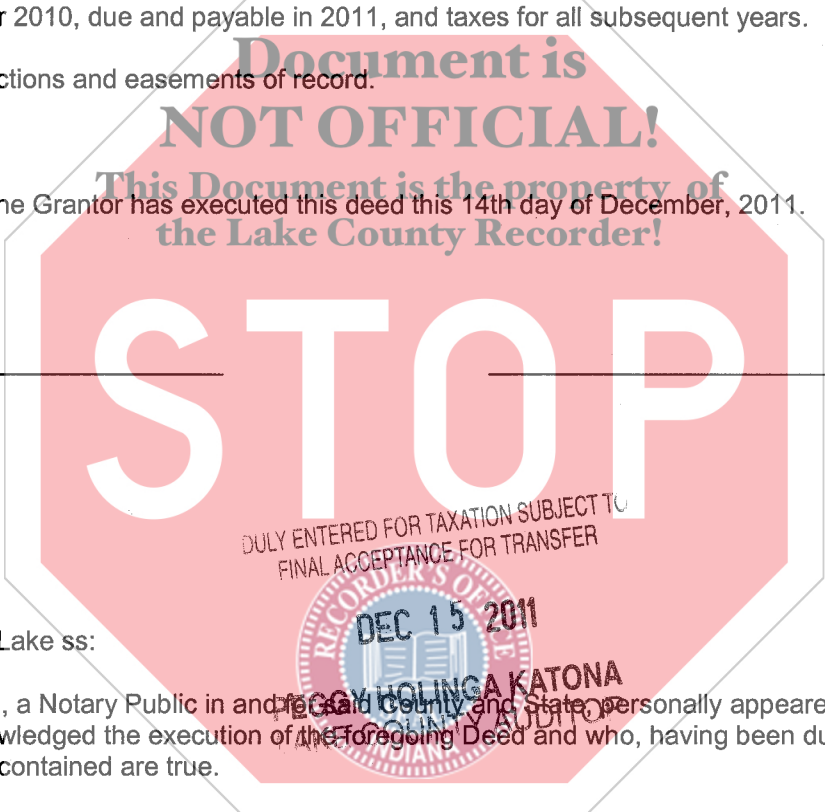 r 2010, due and payable in 2011, and taxes for all subsequent years.
Document is
ctions and easements of record.
NOT OFFICIAL!
This Document is the property of
ne Grantor has executed this deed this 14th day of December, 2011.
the Lake County Recorder!
STOP
DULY ENTERED FOR TAXATION SUBJECT TO
FINAL ACCEPTANCE FOR TRANSFER
RECORDER'S OFFICE
DEC 15 2011
Lake ss:
PEGGY HOLINGA KATONA
, a Notary Public in and for said County and State, personally appeare
LAKE COUNTY AUDITOR
wledged the execution of the foregoing Deed and who, having been du
INDIANA
contained are true.